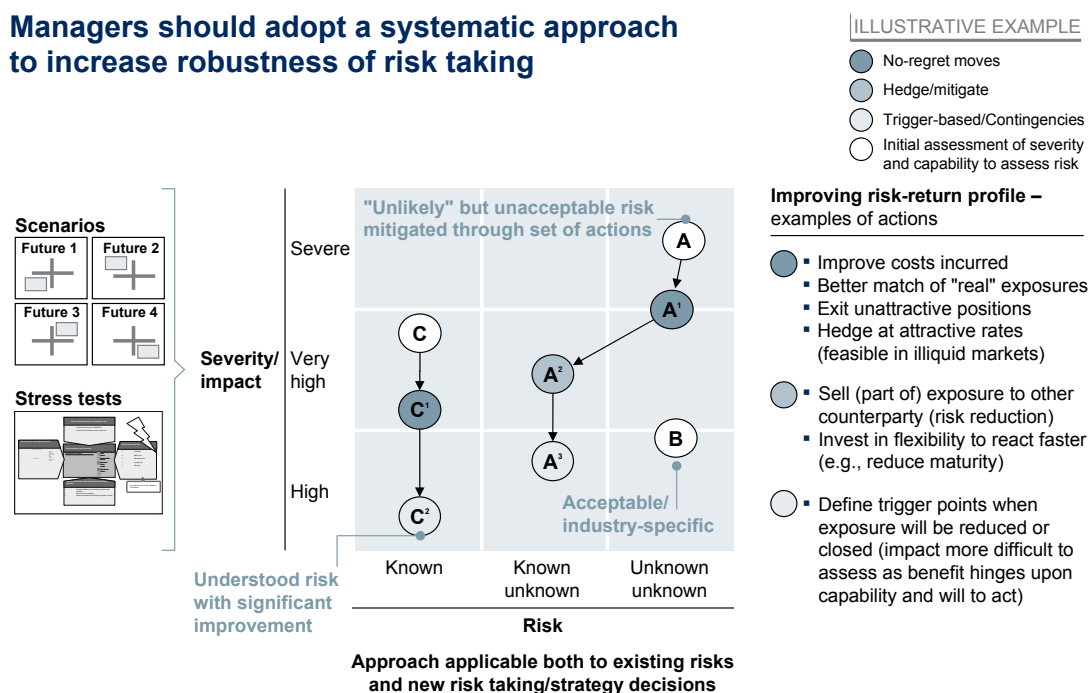 Managers should adopt a systematic approach
to increase robustness of risk taking
ILLUSTRATIVE EXAMPLE
No-regret moves
Hedge/mitigate
Trigger-based/Contingencies
Initial assessment of severity
and capability to assess risk
Scenarios
Future 1
Future 2
Future 3
Future 4
Stress tests
Severity/
impact
Severe
Very
high
High
"Unlikely" but unacceptable risk
mitigated through set of actions
A
A¹
C
A²
C¹
B
A³
C²
Acceptable/
industry-specific
Understood risk
with significant
improvement
Known
Known
unknown
Unknown
unknown
Risk
Approach applicable both to existing risks
and new risk taking/strategy decisions
Improving risk-return profile –
examples of actions
▪ Improve costs incurred
▪ Better match of "real" exposures
▪ Exit unattractive positions
▪ Hedge at attractive rates
(feasible in illiquid markets)
▪ Sell (part of) exposure to other
counterparty (risk reduction)
▪ Invest in flexibility to react faster
(e.g., reduce maturity)
▪ Define trigger points when
exposure will be reduced or
closed (impact more difficult to
assess as benefit hinges upon
capability and will to act)